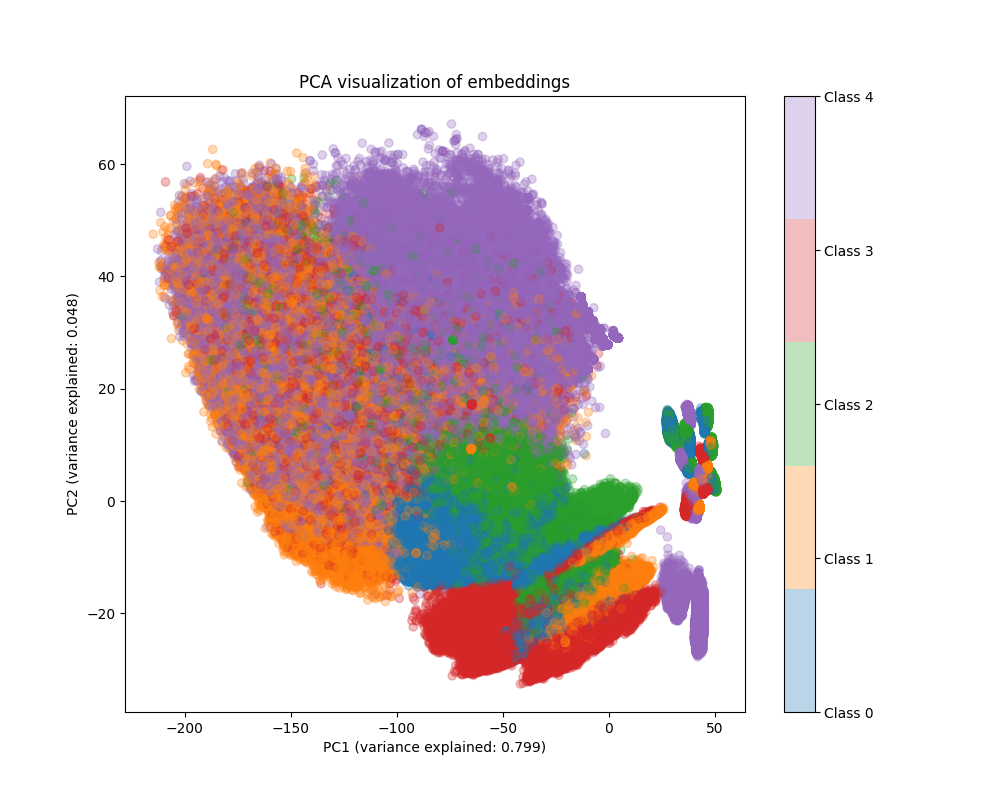 PCA visualization of embeddings
Class 4
Class 3
Class 2
Class 1
Class 0
60
40
20
0
−20
PC2 (variance explained: 0.048)
−200
−150
−100
−50
0
50
PC1 (variance explained: 0.799)